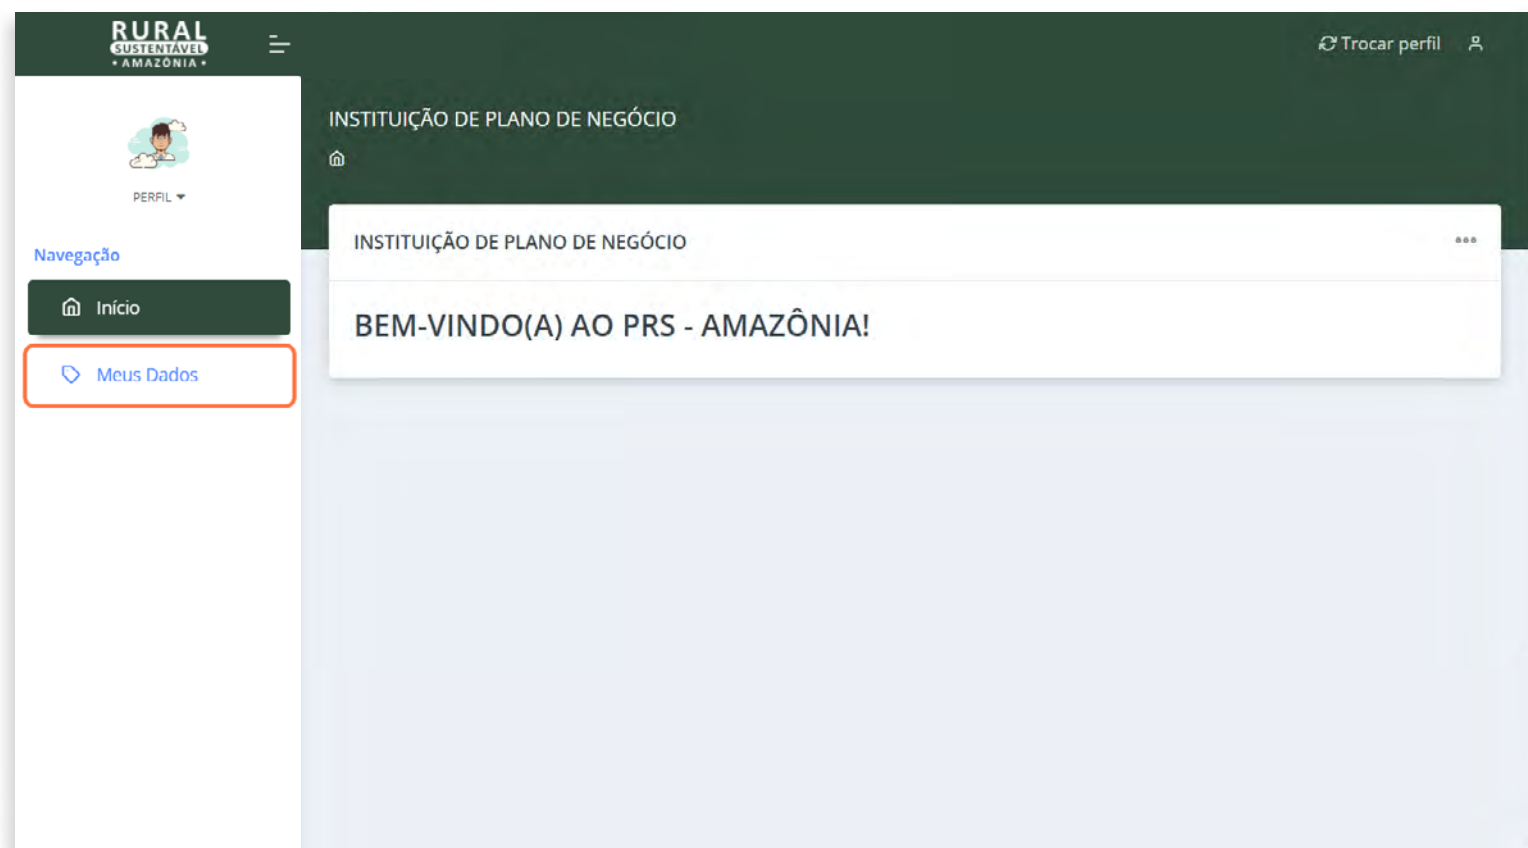 RURAL
SUSTENTÁVEL
• AMAZÔNIA •
Trocar perfil
INSTITUIÇÃO DE PLANO DE NEGÓCIO
PERFIL
Navegação
Início
Meus Dados
INSTITUIÇÃO DE PLANO DE NEGÓCIO
BEM-VINDO(A) AO PRS - AMAZÔNIA!